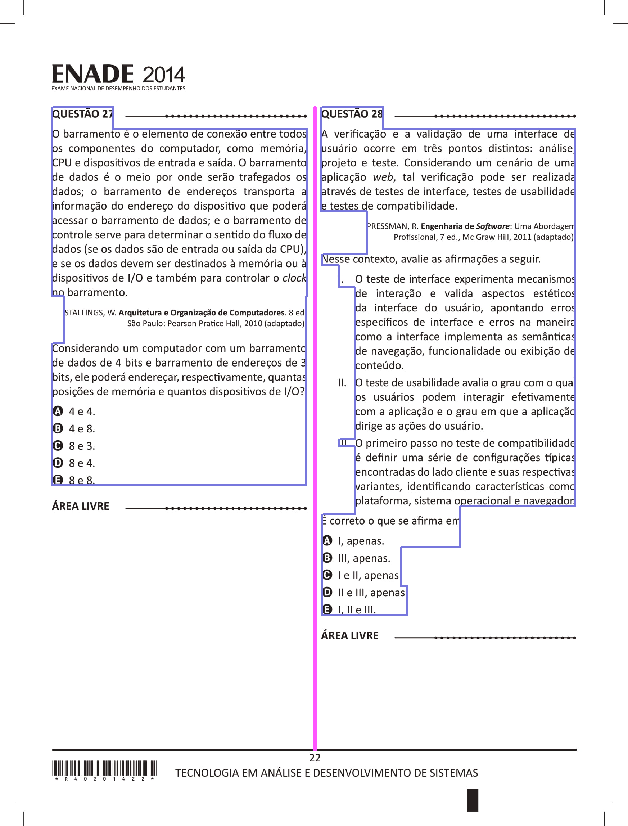 ENADE 2014
EXAME NACIONAL DE DESEMPENHO DOS ESTUDANTES
QUESTÃO 27
O barramento é o elemento de conexão entre todos
os componentes do computador, como memória,
CPU e dispositivos de entrada e saída. O barramento
de dados é o meio por onde serão trafegados os
dados; o barramento de endereços transporta a
informação do endereço do dispositivo que poderá
acessar o barramento de dados; e o barramento de
controle serve para determinar o sentido do fluxo de
dados (se os dados são de entrada ou saída da CPU),
e se os dados devem ser destinados à memória ou à
dispositivos de I/O e também para controlar o clock
no barramento.
STALLINGS, W. Arquitetura e Organização de Computadores. 8 ed
São Paulo: Pearson Pratice Hall, 2010 (adaptado)
Considerando um computador com um barramento
de dados de 4 bits e barramento de endereços de 3
bits, ele poderá endereçar, respectivamente, quantas
posições de memória e quantos dispositivos de I/O?
A 4 e 4.
B 4 e 8.
C 8 e 3.
D 8 e 4.
E 8 e 8.
ÁREA LIVRE
QUESTÃO 28
A verificação e a validação de uma interface de
usuário ocorre em três pontos distintos: análise,
projeto e teste. Considerando um cenário de uma
aplicação web, tal verificação pode ser realizada
através de testes de interface, testes de usabilidade
e testes de compatibilidade.
PRESSMAN, R. Engenharia de Software: Uma Abordagem
Profissional, 7 ed., Mc Graw Hill, 2011 (adaptado)
Nesse contexto, avalie as afirmações a seguir.
I. O teste de interface experimenta mecanismos
de interação e valida aspectos estéticos
da interface do usuário, apontando erros
específicos de interface e erros na maneira
como a interface implementa as semânticas
de navegação, funcionalidade ou exibição de
conteúdo.
II. O teste de usabilidade avalia o grau com o qual
os usuários podem interagir efetivamente
com a aplicação e o grau em que a aplicação
dirige as ações do usuário.
III. O primeiro passo no teste de compatibilidade
é definir uma série de configurações típicas
encontradas do lado cliente e suas respectivas
variantes, identificando características como
plataforma, sistema operacional e navegador.
É correto o que se afirma em
A I, apenas.
B III, apenas.
C I e II, apenas
D II e III, apenas
E I, II e III.
ÁREA LIVRE
22
*R40201422*
TECNOLOGIA EM ANÁLISE E DESENVOLVIMENTO DE SISTEMAS